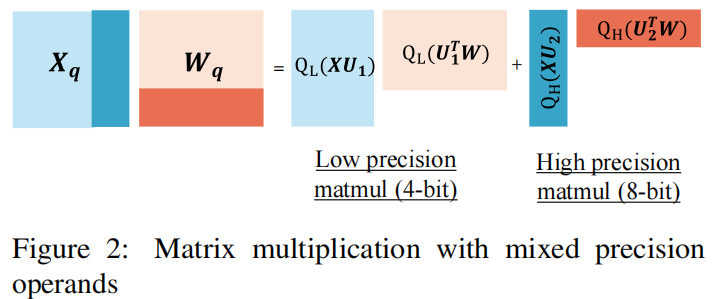 X_q W_q = Q_L(XU_1) Q_L(U_1^T W) + Q_H(XU_2) Q_H(U_2^T W)
Low precision
matmul (4-bit)
High precision
matmul (8-bit)
Figure 2: Matrix multiplication with mixed precision
operands